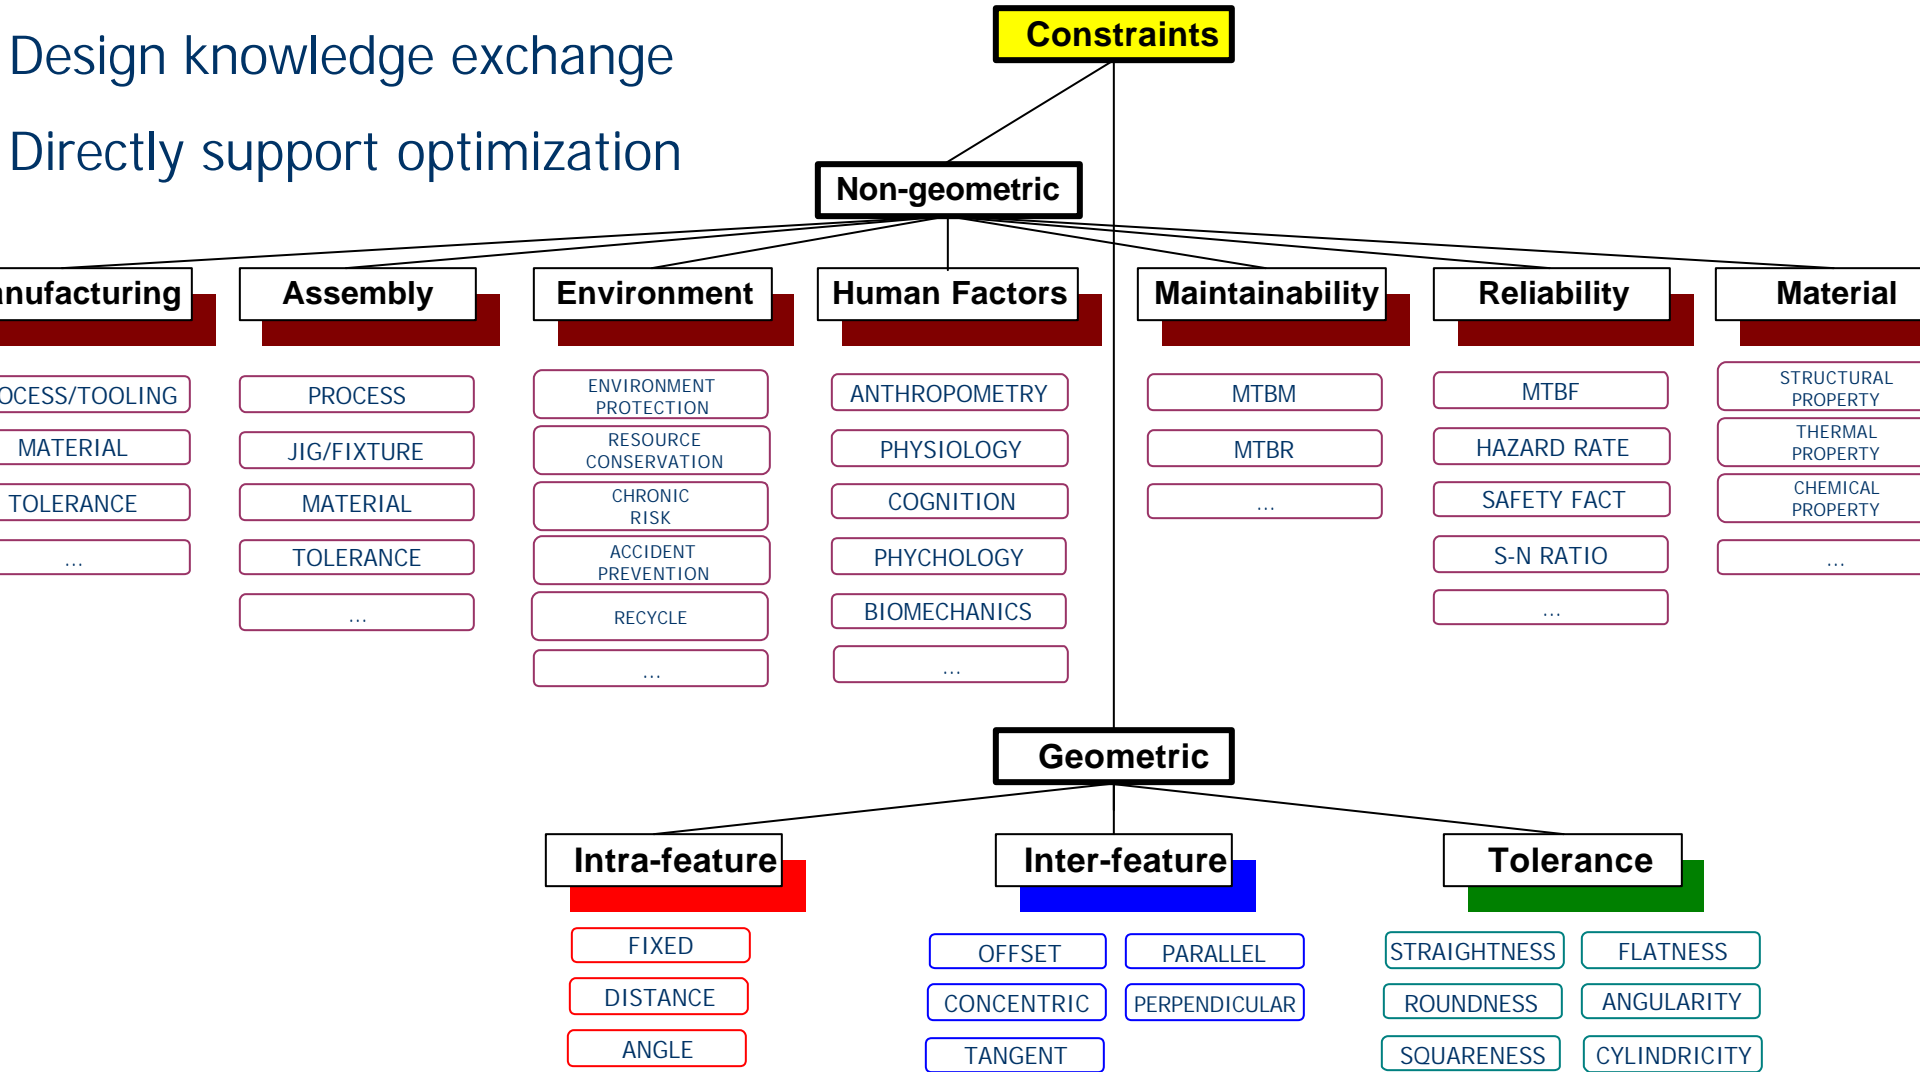 Design knowledge exchange
Directly support optimization
Constraints
Non-geometric
anufacturing
Assembly
Environment
Human Factors
Maintainability
Reliability
Material
OCESS/TOOLING
MATERIAL
TOLERANCE
...
PROCESS
JIG/FIXTURE
MATERIAL
TOLERANCE
...
ENVIRONMENT
PROTECTION
RESOURCE
CONSERVATION
CHRONIC
RISK
ACCIDENT
PREVENTION
RECYCLE
...
ANTHROPOMETRY
PHYSIOLOGY
COGNITION
PHYCHOLOGY
BIOMECHANICS
...
MTBM
MTBR
...
MTBF
HAZARD RATE
SAFETY FACT
S-N RATIO
...
STRUCTURAL
PROPERTY
THERMAL
PROPERTY
CHEMICAL
PROPERTY
...
Geometric
Intra-feature
Inter-feature
Tolerance
FIXED
DISTANCE
ANGLE
OFFSET
PARALLEL
CONCENTRIC
PERPENDICULAR
TANGENT
STRAIGHTNESS
FLATNESS
ROUNDNESS
ANGULARITY
SQUARENESS
CYLINDRICITY